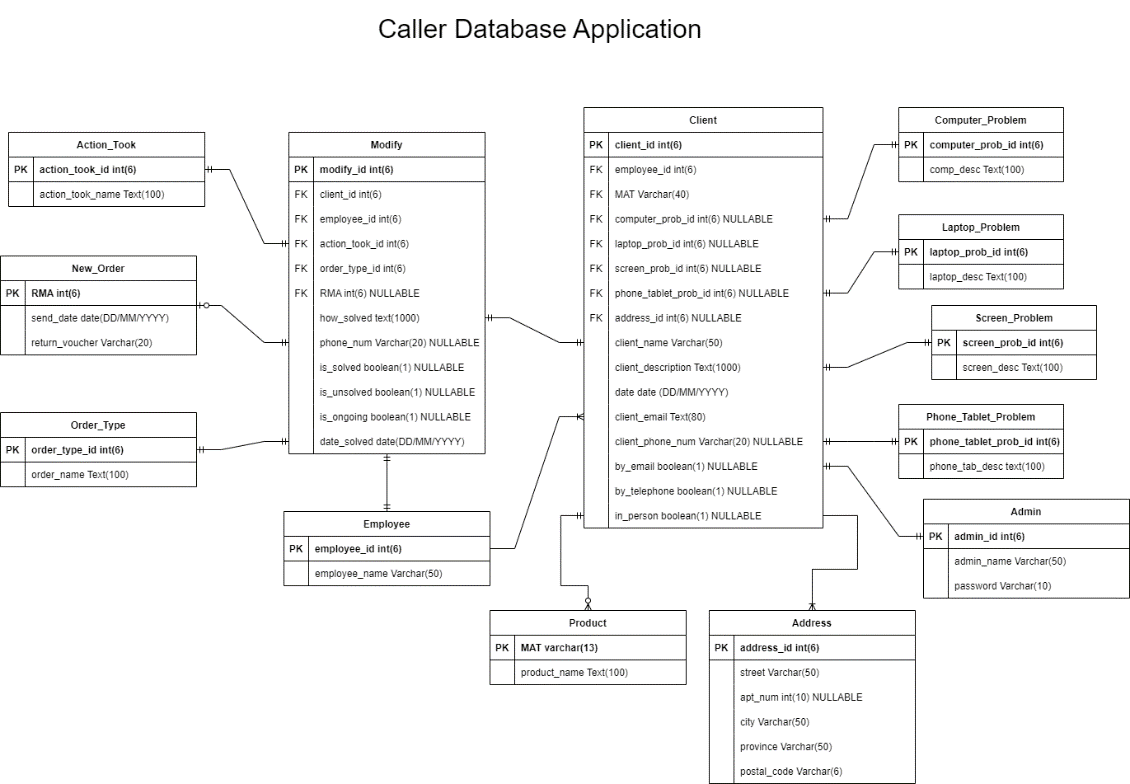 Caller Database Application
Action_Took
PK action_took_id int(6)
action_took_name Text(100)
New_Order
PK RMA int(6)
send_date date(DD/MM/YYYY)
return_voucher Varchar(20)
Order_Type
PK order_type_id int(6)
order_name Text(100)
Modify
PK modify_id int(6)
FK client_id int(6)
FK employee_id int(6)
FK action_took_id int(6)
FK order_type_id int(6)
FK RMA int(6) NULLABLE
how_solved text(1000)
phone_num Varchar(20) NULLABLE
is_solved boolean(1) NULLABLE
is_unsolved boolean(1) NULLABLE
is_ongoing boolean(1) NULLABLE
date_solved date(DD/MM/YYYY)
Employee
PK employee_id int(6)
employee_name Varchar(50)
Client
PK client_id int(6)
FK employee_id int(6)
FK MAT Varchar(40)
FK computer_prob_id int(6) NULLABLE
FK laptop_prob_id int(6) NULLABLE
FK screen_prob_id int(6) NULLABLE
FK phone_tablet_prob_id int(6) NULLABLE
FK address_id int(6) NULLABLE
client_name Varchar(50)
client_description Text(1000)
date date (DD/MM/YYYY)
client_email Text(80)
client_phone_num Varchar(20) NULLABLE
by_email boolean(1) NULLABLE
by_telephone boolean(1) NULLABLE
in_person boolean(1) NULLABLE
Product
PK MAT varchar(13)
product_name Text(100)
Address
PK address_id int(6)
street Varchar(50)
apt_num int(10) NULLABLE
city Varchar(50)
province Varchar(50)
postal_code Varchar(6)
Computer_Problem
PK computer_prob_id int(6)
comp_desc Text(100)
Laptop_Problem
PK laptop_prob_id int(6)
laptop_desc Text(100)
Screen_Problem
PK screen_prob_id int(6)
screen_desc Text(100)
Phone_Tablet_Problem
PK phone_tablet_prob_id int(6)
phone_tab_desc text(100)
Admin
PK admin_id int(6)
admin_name Varchar(50)
password Varchar(10)